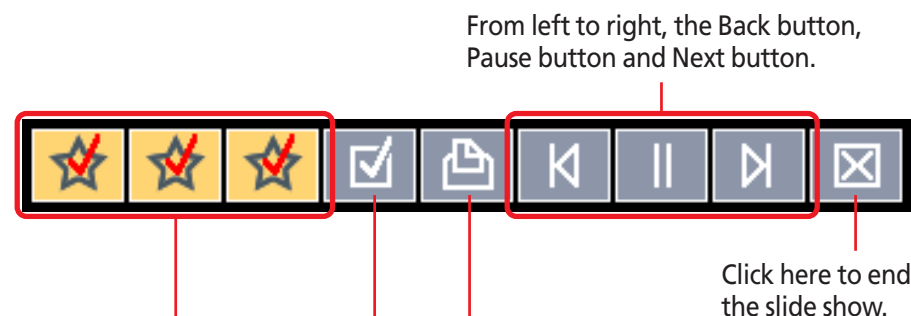 From left to right, the Back button,
Pause button and Next button.
Click here to end
the slide show.